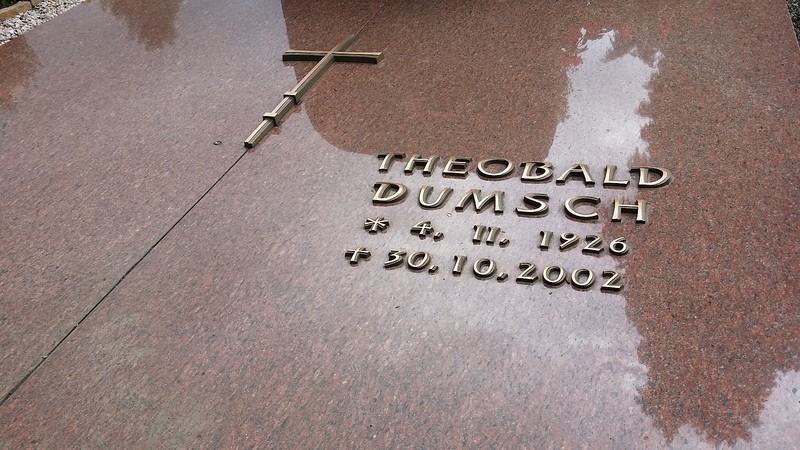 THEOBALD
DUMSCH
* 4. 11. 1926
+ 30. 10. 2002